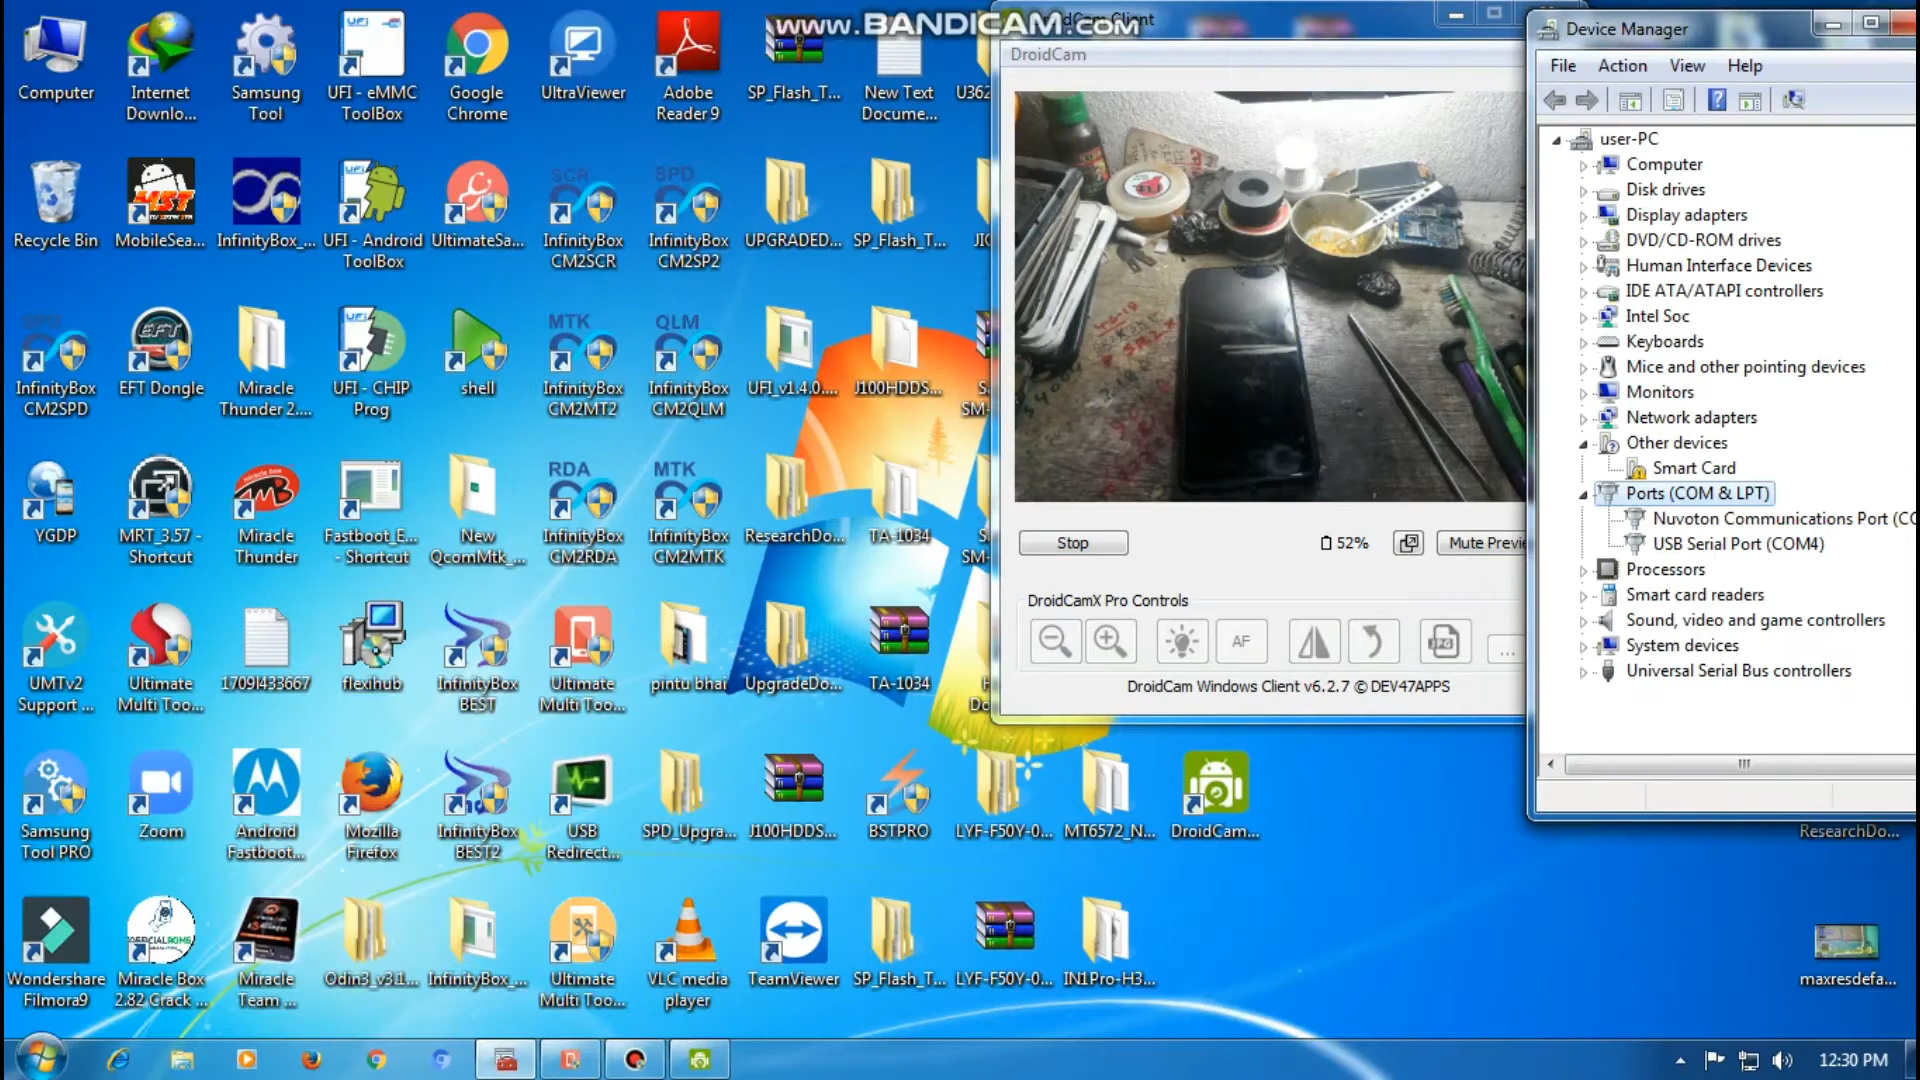 www.BANDICAM.com
Computer
Internet
Downlo...
Samsung
Tool
UFI - eMMC
ToolBox
Google
Chrome
UltraViewer
Adobe
Reader 9
SP_Flash_T...
New Text
Docume...
Recycle Bin
MobileSea...
InfinityBox_...
UFI - Android
ToolBox
UltimateSa...
InfinityBox
CM2SCR
InfinityBox
CM2SP2
UPGRADED...
SP_Flash_T...
InfinityBox
CM2SPD
EFT Dongle
Miracle
Thunder 2....
UFI - CHIP
Prog
shell
MTK
InfinityBox
CM2MT2
QLM
InfinityBox
CM2QLM
UFI_v1.4.0....
J100HDDS...
YGDP
MRT_3.57 -
Shortcut
Miracle
Thunder
Fastboot_E...
- Shortcut
New
QcomMtk_...
RDA
InfinityBox
CM2RDA
MTK
InfinityBox
CM2MTK
ResearchDo...
TA-1034
UMTv2
Support ...
Ultimate
Multi Too...
1709I433667
flexihub
InfinityBox
BEST
Ultimate
Multi Too...
pintu bhai
UpgradeDo...
TA-1034
Samsung
Tool PRO
Zoom
Android
Fastboot...
Mozilla
Firefox
InfinityBox
BEST2
USB
Redirect...
SPD_Upgra...
J100HDDS...
BSTPRO
LYF-F50Y-0...
MT6572_N...
DroidCam...
Wondershare
Filmora9
Miracle Box
2.82 Crack ...
Miracle
Team ...
Odin3_v3.1...
InfinityBox_...
Ultimate
Multi Too...
VLC media
player
TeamViewer
SP_Flash_T...
LYF-F50Y-0...
IN1Pro-H3...
DroidCam
Stop
52%
Mute Previe
DroidCamX Pro Controls
AF
...
DroidCam Windows Client v6.2.7 © DEV47APPS
Device Manager
File Action View Help
user-PC
Computer
Disk drives
Display adapters
DVD/CD-ROM drives
Human Interface Devices
IDE ATA/ATAPI controllers
Intel Soc
Keyboards
Mice and other pointing devices
Monitors
Network adapters
Other devices
Smart Card
Ports (COM & LPT)
Nuvoton Communications Port (CO
USB Serial Port (COM4)
Processors
Smart card readers
Sound, video and game controllers
System devices
Universal Serial Bus controllers
ResearchDo...
maxresdefa...
12:30 PM